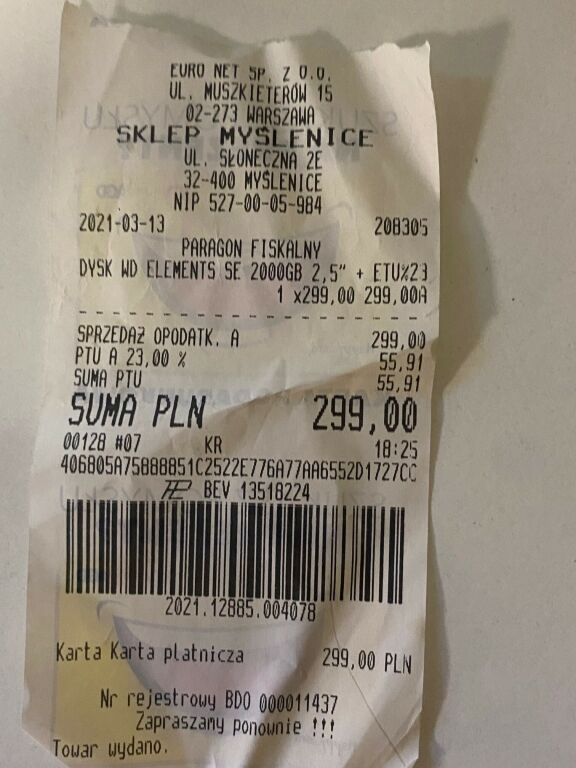 EURO NET SP. Z O.O.
UL. MUSZKIETERÓW 15
02-273 WARSZAWA
SKLEP MYŚLENICE
UL. SŁONECZNA 2E
32-400 MYŚLENICE
NIP 527-00-05-984
2021-03-13 208305
PARAGON FISKALNY
DYSK WD ELEMENTS SE 2000GB 2,5" + ETU%23
1 x299,00 299,00A
SPRZEDAŻ OPODATK. A 299,00
PTU A 23,00 % 55,91
SUMA PTU 55,91
SUMA PLN 299,00
00128 #07 KR 18:25
406805A75888851C2522E776A77AA6552D1727CC
BEV 13518224
2021.12885.004078
Karta Karta płatnicza 299,00 PLN
Nr rejestrowy BDO 000011437
Zapraszamy ponownie !!!
Towar wydano.